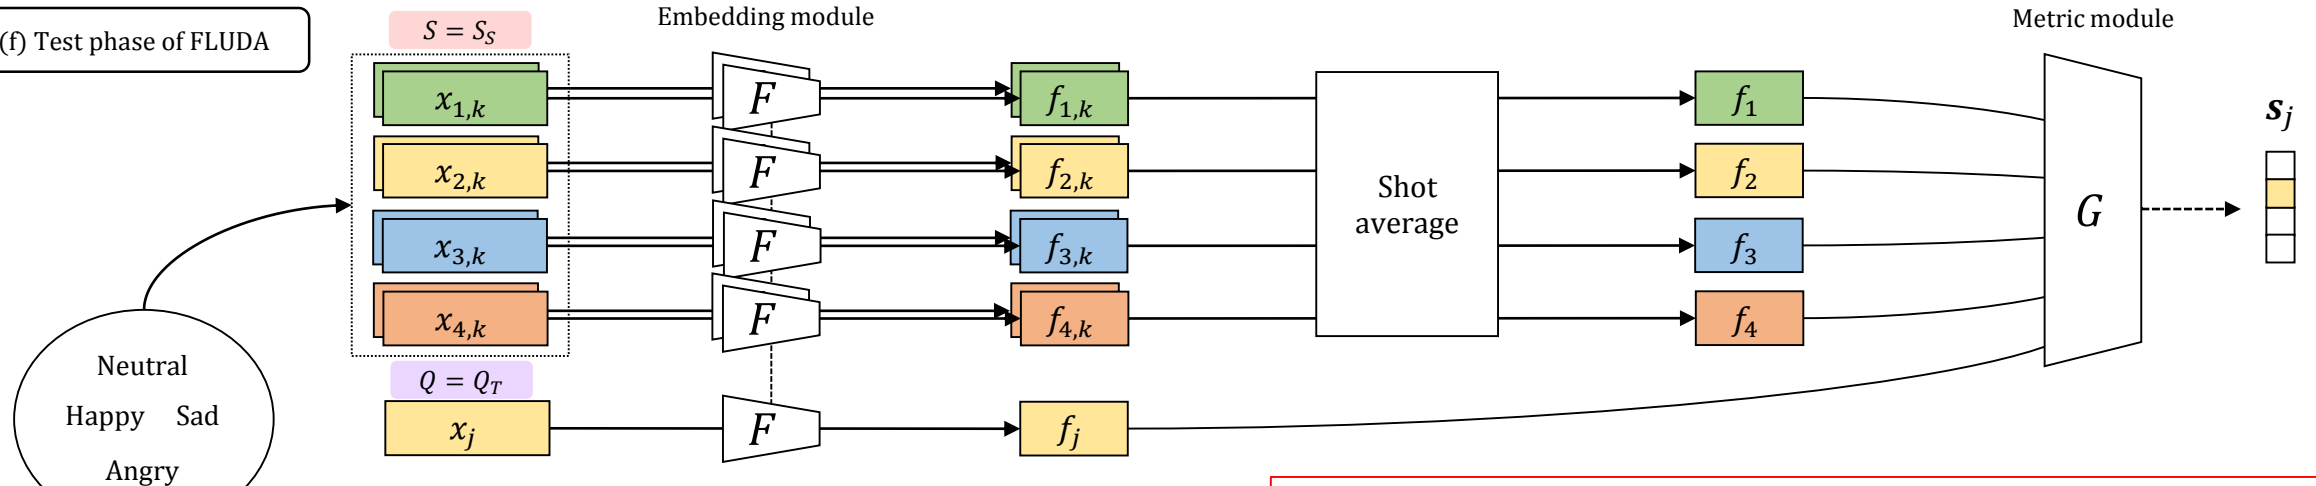 (f) Test phase of FLUDA
S = S_S
Embedding module
Metric module
x_{1,k}
F
f_{1,k}
f_1
s_j
x_{2,k}
F
f_{2,k}
Shot
average
f_2
G
x_{3,k}
F
f_{3,k}
f_3
x_{4,k}
F
f_{4,k}
f_4
Neutral
Happy Sad
Angry
Q = Q_T
x_j
F
f_j